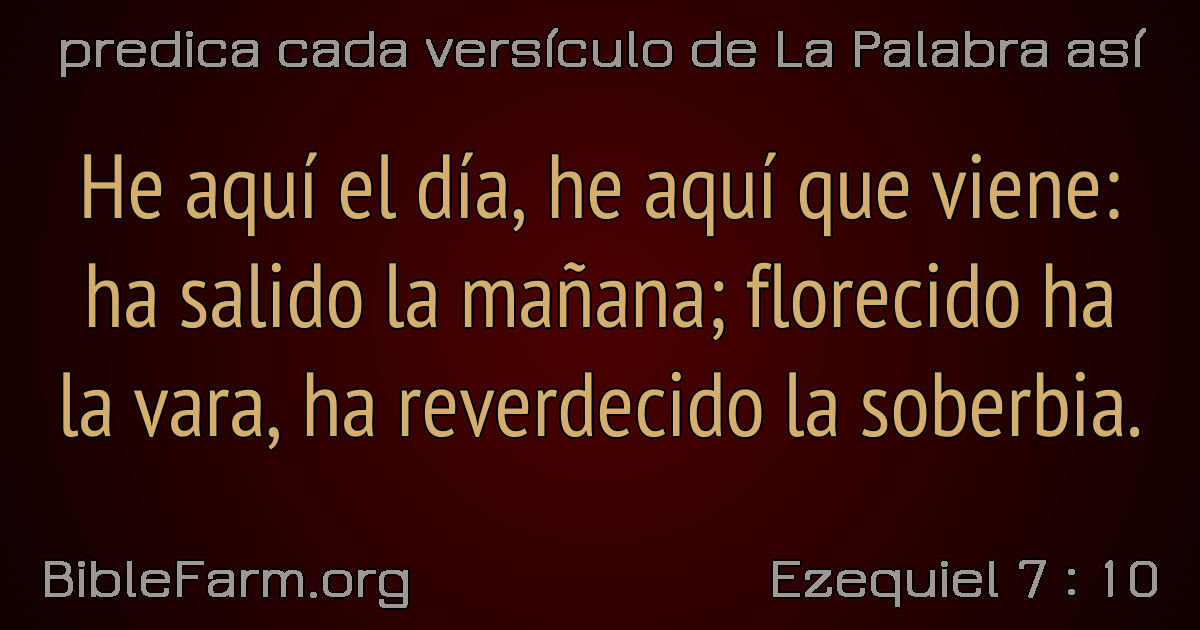 predica cada versículo de La Palabra así
He aquí el día, he aquí que viene:
ha salido la mañana; florecido ha
la vara, ha reverdecido la soberbia.
BibleFarm.org
Ezequiel 7 : 10